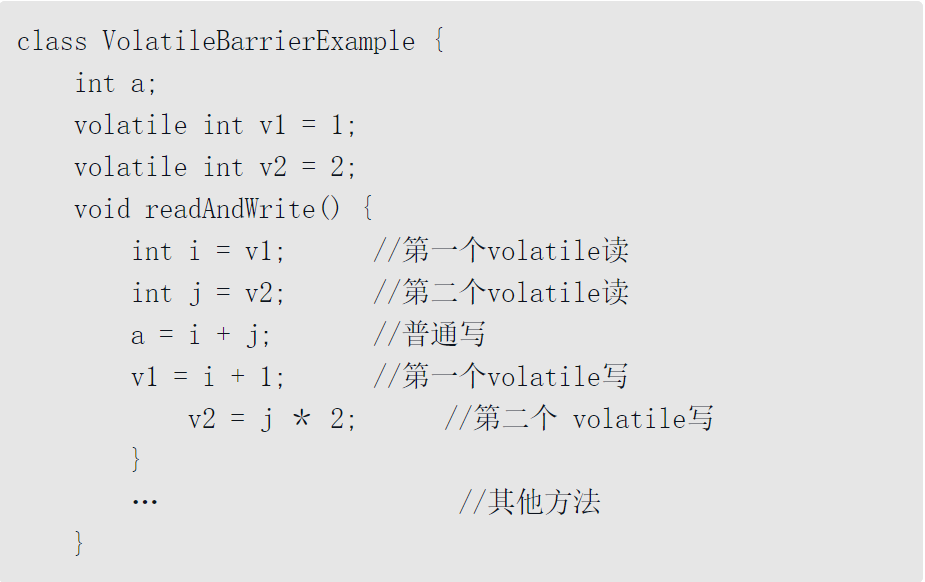 class VolatileBarrierExample {
    int a;
    volatile int v1 = 1;
    volatile int v2 = 2;
    void readAndWrite() {
        int i = v1;      //第一个volatile读
        int j = v2;      //第二个volatile读
        a = i + j;       //普通写
        v1 = i + 1;      //第一个volatile写
            v2 = j * 2;      //第二个 volatile写
        }
        …                     //其他方法
    }